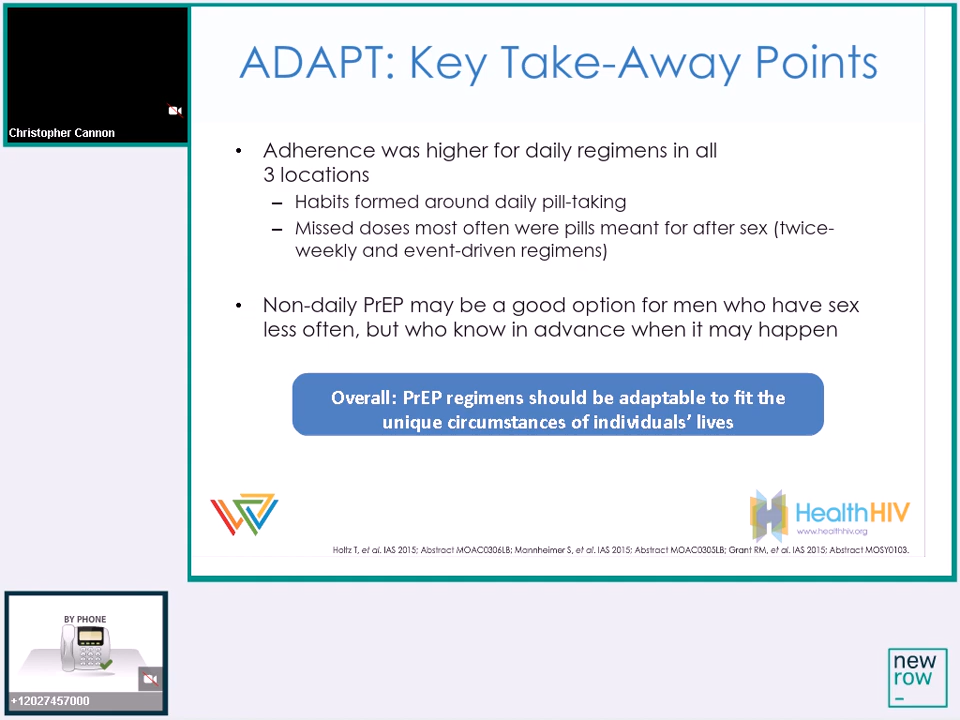 Christopher Cannon
ADAPT: Key Take-Away Points
• Adherence was higher for daily regimens in all
3 locations
– Habits formed around daily pill-taking
– Missed doses most often were pills meant for after sex (twice-
weekly and event-driven regimens)
• Non-daily PrEP may be a good option for men who have sex
less often, but who know in advance when it may happen
Overall: PrEP regimens should be adaptable to fit the
unique circumstances of individuals’ lives
HealthHIV
www.healthhiv.org
Holtz T, et al. IAS 2015; Abstract MOAC0306LB; Mannheimer S, et al. IAS 2015; Abstract MOAC0305LB; Grant RM, et al. IAS 2015; Abstract MOSY0103.
BY PHONE
+12027457000
new
row